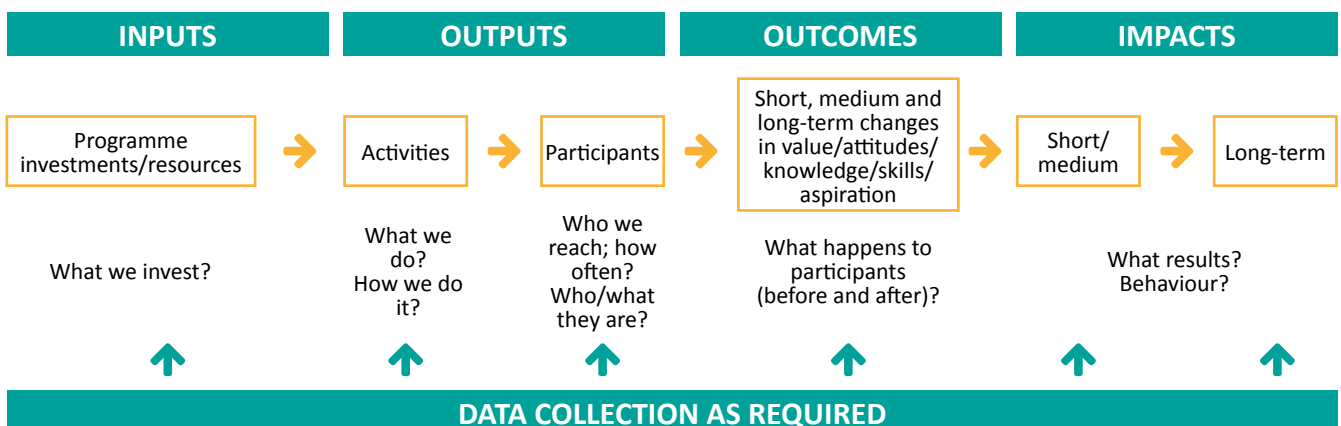 INPUTS
OUTPUTS
OUTCOMES
IMPACTS
Programme
investments/resources
Activities
Participants
Short, medium and
long-term changes
in value/attitudes/
knowledge/skills/
aspiration
Short/
medium
Long-term
What we invest?
What we
do?
How we do
it?
Who we
reach; how
often?
Who/what
they are?
What happens to
participants
(before and after)?
What results?
Behaviour?
DATA COLLECTION AS REQUIRED